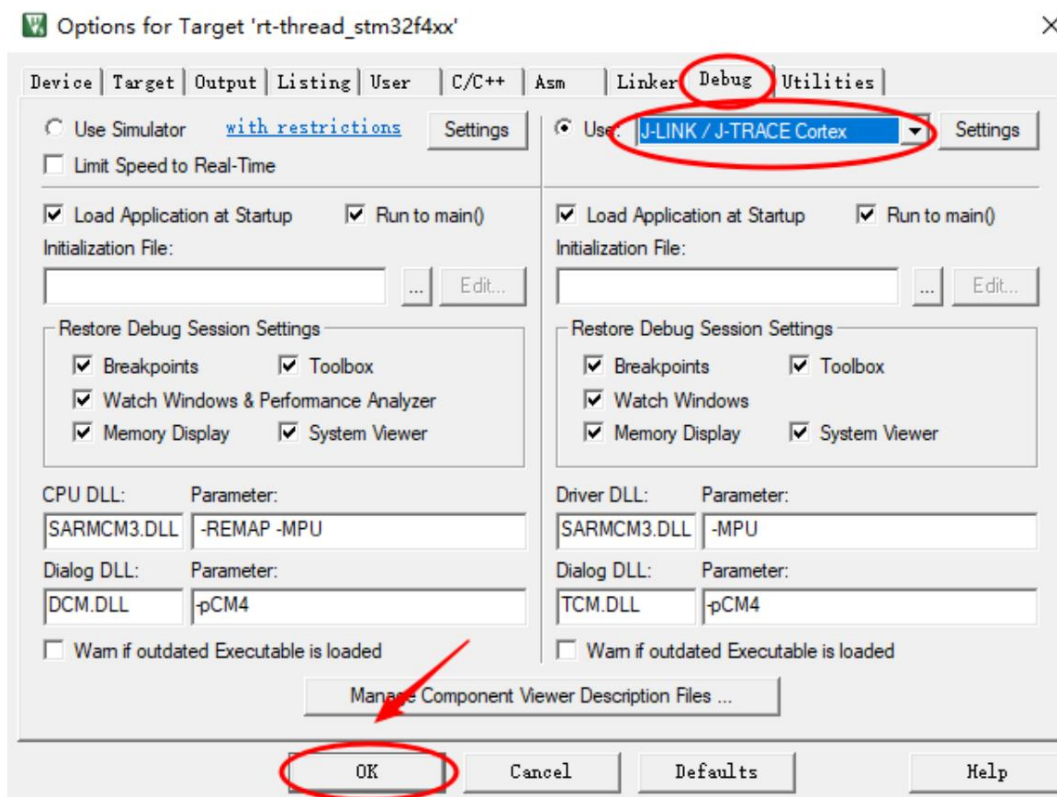 Options for Target 'rt-thread_stm32f4xx'
Device Target Output Listing User C/C++ Asm Linker Debug Utilities
Use Simulator with restrictions Settings Use: J-LINK / J-TRACE Cortex Settings
Limit Speed to Real-Time
Load Application at Startup Run to main() Load Application at Startup Run to main()
Initialization File: Initialization File:
... Edit... ... Edit...
Restore Debug Session Settings Restore Debug Session Settings
Breakpoints Toolbox Breakpoints Toolbox
Watch Windows & Performance Analyzer Watch Windows
Memory Display System Viewer Memory Display System Viewer
CPU DLL: Parameter: Driver DLL: Parameter:
SARMCM3.DLL -REMAP -MPU SARMCM3.DLL -MPU
Dialog DLL: Parameter: Dialog DLL: Parameter:
DCM.DLL -pCM4 TCM.DLL -pCM4
Warn if outdated Executable is loaded Warn if outdated Executable is loaded
Manage Component Viewer Description Files ...
OK Cancel Defaults Help